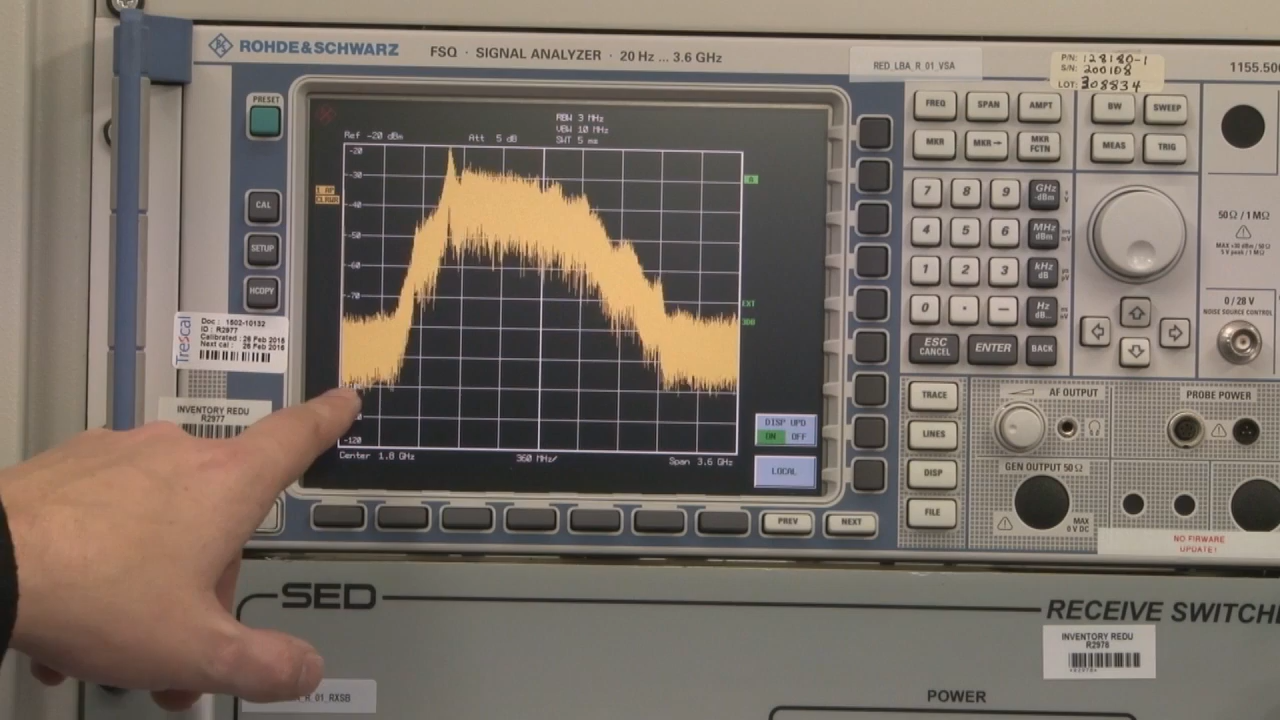 ROHDE&SCHWARZ
FSQ · SIGNAL ANALYZER · 20 Hz ... 3.6 GHz
RED_LBA_R_01_VSA
P/N: 128180-1
S/N: 200108
LOT: 308834
1155.500
PRESET
CAL
SETUP
HCOPY
RBW 3 MHz
VBW 10 MHz
SWT 5 ms
Ref -20 dBm
Att 5 dB
-20
-30
-40
-50
-60
-70
-120
1 AP
CLRWR
A
EXT
3DB
Center 1.8 GHz
360 MHz/
Span 3.6 GHz
DISP UPD
ON OFF
LOCAL
PREV
NEXT
FREQ
SPAN
AMPT
BW
SWEEP
MKR
MKR→
MKR FCTN
MEAS
TRIG
7
8
9
GHz
-dBm
4
5
6
MHz
dBm
1
2
3
kHz
dB
0
.
–
Hz
dB..
ESC
CANCEL
ENTER
BACK
TRACE
LINES
DISP
FILE
50Ω / 1MΩ
0 / 28 V
NOISE SOURCE CONTROL
AF OUTPUT
PROBE POWER
GEN OUTPUT 50Ω
MAX
0 V DC
NO FIRWARE
UPDATE!
Trescal
Doc : 1502-10132
ID : R2977
Calibrated : 26 Feb 2015
Next cal : 26 Feb 2016
INVENTORY REDU
R2977
SED
RECEIVE SWITCH
INVENTORY REDU
R2978
POWER
_R_01_RXSB